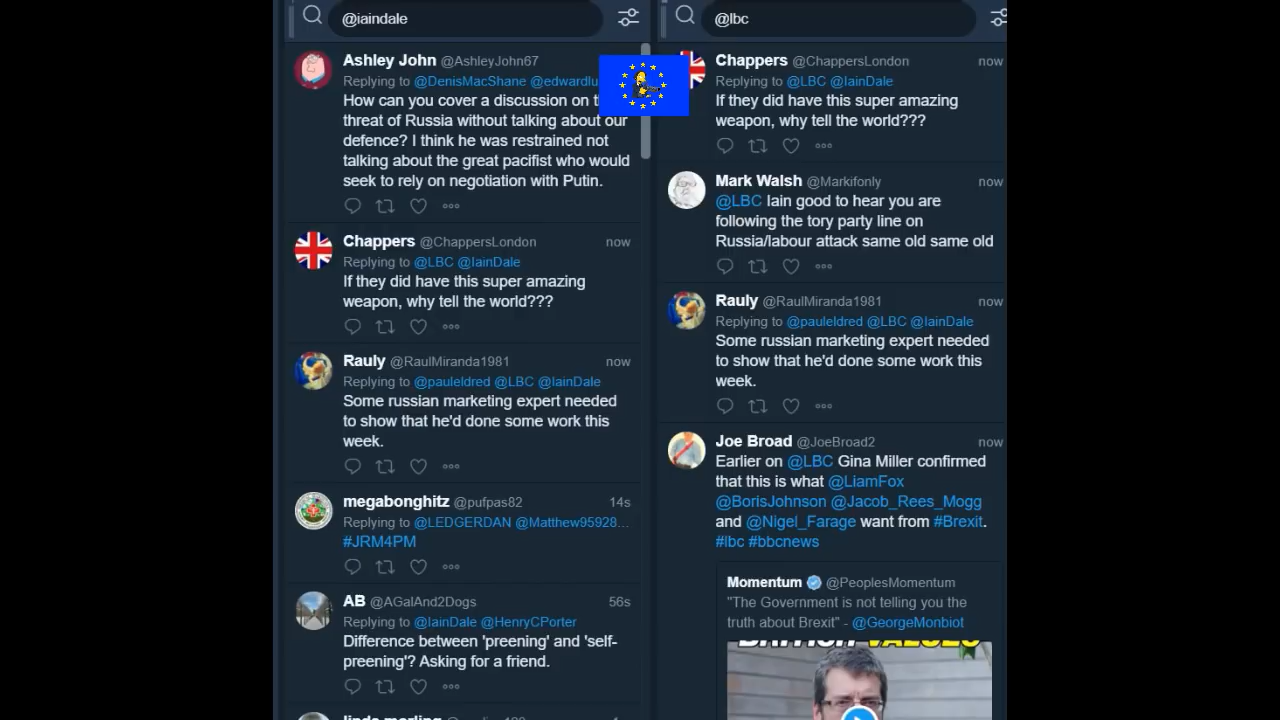 @iaindale
Ashley John @AshleyJohn67
Replying to @DenisMacShane @edwardlu
How can you cover a discussion on
threat of Russia without talking about our
defence? I think he was restrained not
talking about the great pacifist who would
seek to rely on negotiation with Putin.
Chappers @ChappersLondon now
Replying to @LBC @IainDale
If they did have this super amazing
weapon, why tell the world???
Rauly @RaulMiranda1981 now
Replying to @pauleldred @LBC @IainDale
Some russian marketing expert needed
to show that he'd done some work this
week.
megabonghitz @pufpas82 14s
Replying to @LEDGERDAN @Matthew95928...
#JRM4PM
AB @AGalAnd2Dogs 56s
Replying to @IainDale @HenryCPorter
Difference between 'preening' and 'self-
preening'? Asking for a friend.
@lbc
Chappers @ChappersLondon now
Replying to @LBC @IainDale
If they did have this super amazing
weapon, why tell the world???
Mark Walsh @Markifonly now
@LBC Iain good to hear you are
following the tory party line on
Russia/labour attack same old same old
Rauly @RaulMiranda1981 now
Replying to @pauleldred @LBC @IainDale
Some russian marketing expert needed
to show that he'd done some work this
week.
Joe Broad @JoeBroad2 now
Earlier on @LBC Gina Miller confirmed
that this is what @LiamFox
@BorisJohnson @Jacob_Rees_Mogg
and @Nigel_Farage want from #Brexit.
#lbc #bbcnews
Momentum @PeoplesMomentum
"The Government is not telling you the
truth about Brexit" - @GeorgeMonbiot